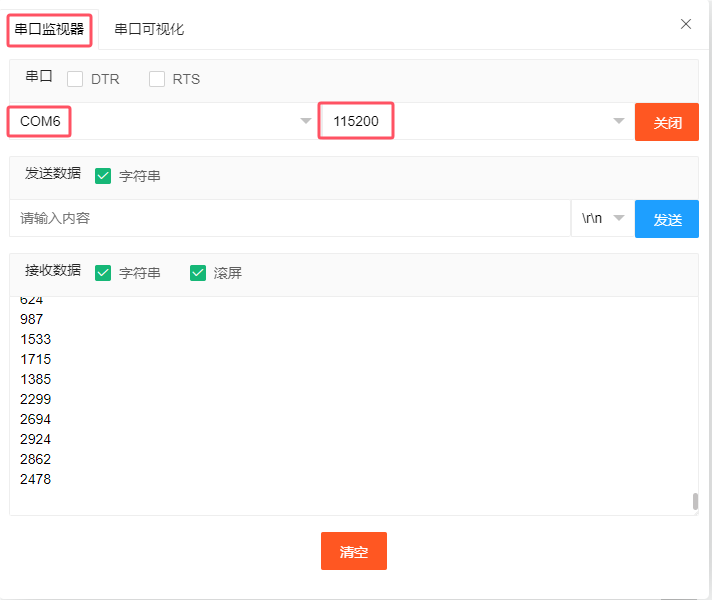 串口监视器 串口可视化
串口 DTR RTS
COM6 115200 关闭
发送数据 字符串
请输入内容 \r\n 发送
接收数据 字符串 滚屏
624
987
1533
1715
1385
2299
2694
2924
2862
2478
清空